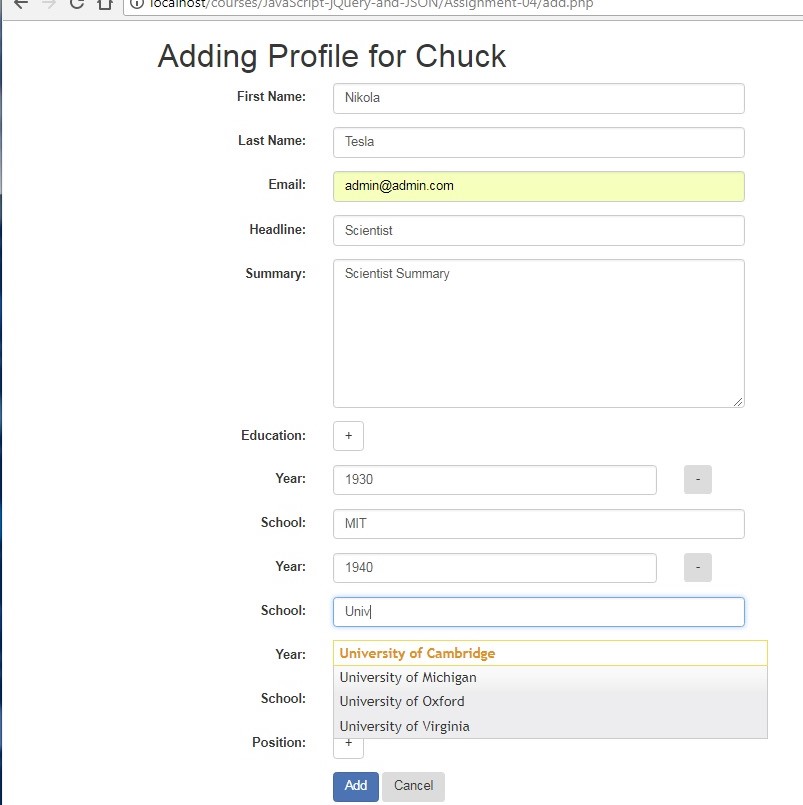 localhost/courses/JavaScript-jQuery-and-JSON/Assignment-04/add.php
Adding Profile for Chuck
First Name: Nikola
Last Name: Tesla
Email: admin@admin.com
Headline: Scientist
Summary: Scientist Summary
Education: +
Year: 1930 -
School: MIT
Year: 1940 -
School: Univ
Year: University of Cambridge
University of Michigan
School: University of Oxford
University of Virginia
Position: +
Add Cancel